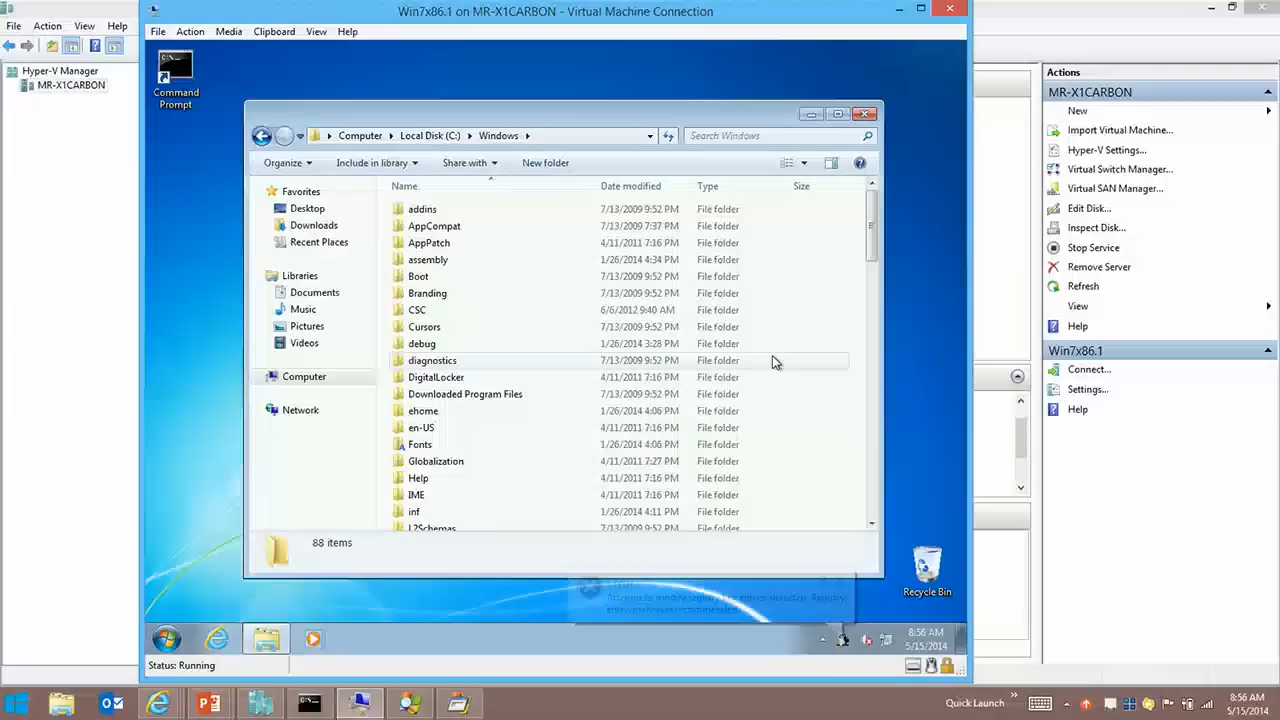 Win7x86.1 on MR-X1CARBON - Virtual Machine Connection
File Action View Help
File Action Media Clipboard View Help
Hyper-V Manager
MR-X1CARBON
Command
Prompt
Computer Local Disk (C:) Windows
Search Windows
Organize Include in library Share with New folder
Favorites
Desktop
Downloads
Recent Places
Libraries
Documents
Music
Pictures
Videos
Computer
Network
Name Date modified Type Size
addins 7/13/2009 9:52 PM File folder
AppCompat 7/13/2009 7:37 PM File folder
AppPatch 4/11/2011 7:16 PM File folder
assembly 1/26/2014 4:34 PM File folder
Boot 7/13/2009 9:52 PM File folder
Branding 7/13/2009 9:52 PM File folder
CSC 6/6/2012 9:40 AM File folder
Cursors 7/13/2009 9:52 PM File folder
debug 1/26/2014 3:28 PM File folder
diagnostics 7/13/2009 9:52 PM File folder
DigitalLocker 4/11/2011 7:16 PM File folder
Downloaded Program Files 7/13/2009 9:52 PM File folder
ehome 1/26/2014 4:06 PM File folder
en-US 4/11/2011 7:16 PM File folder
Fonts 1/26/2014 4:06 PM File folder
Globalization 4/11/2011 7:27 PM File folder
Help 4/11/2011 7:16 PM File folder
IME 4/11/2011 7:16 PM File folder
inf 1/26/2014 4:11 PM File folder
L2Schemas 7/13/2009 9:52 PM File folder
88 items
Recycle Bin
8:56 AM
5/15/2014
Status: Running
Actions
MR-X1CARBON
New
Import Virtual Machine...
Hyper-V Settings...
Virtual Switch Manager...
Virtual SAN Manager...
Edit Disk...
Inspect Disk...
Stop Service
Remove Server
Refresh
View
Help
Win7x86.1
Connect...
Settings...
Help
Quick Launch
8:56 AM
5/15/2014